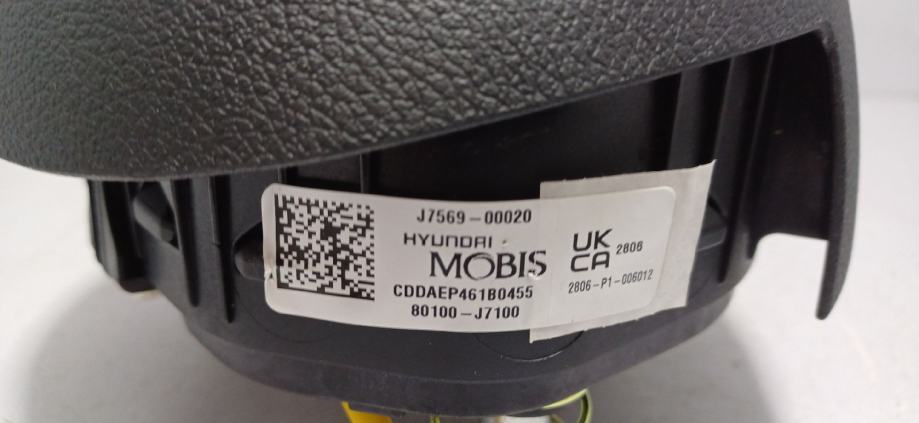 J7569-00020
HYUNDAI
MOBIS
CDDAEP461B0455
80100-J7100
UK
CA 2806
2806-P1-006012